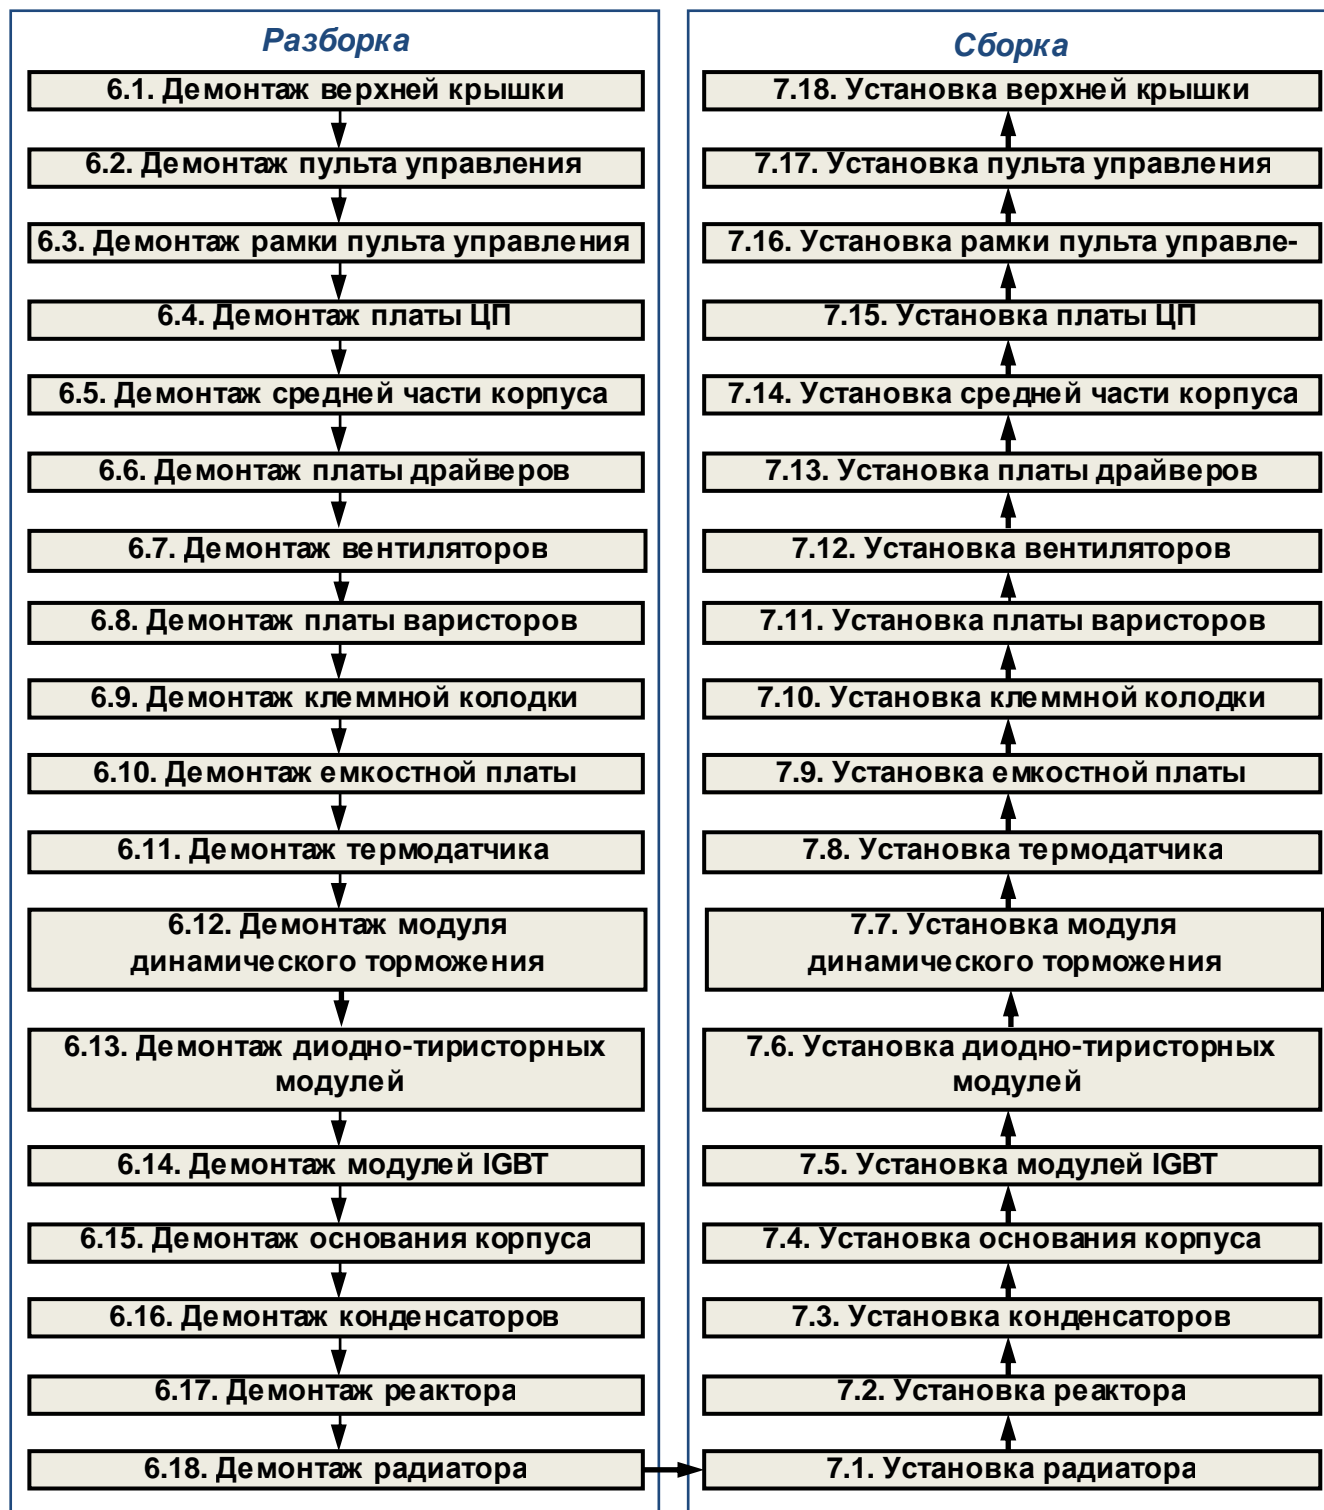 Разборка
6.1. Демонтаж верхней крышки
6.2. Демонтаж пульта управления
6.3. Демонтаж рамки пульта управления
6.4. Демонтаж платы ЦП
6.5. Демонтаж средней части корпуса
6.6. Демонтаж платы драйверов
6.7. Демонтаж вентиляторов
6.8. Демонтаж платы варисторов
6.9. Демонтаж клеммной колодки
6.10. Демонтаж емкостной платы
6.11. Демонтаж термодатчика
6.12. Демонтаж модуля
динамического торможения
6.13. Демонтаж диодно-тиристорных
модулей
6.14. Демонтаж модулей IGBT
6.15. Демонтаж основания корпуса
6.16. Демонтаж конденсаторов
6.17. Демонтаж реактора
6.18. Демонтаж радиатора
Сборка
7.18. Установка верхней крышки
7.17. Установка пульта управления
7.16. Установка рамки пульта управле-
7.15. Установка платы ЦП
7.14. Установка средней части корпуса
7.13. Установка платы драйверов
7.12. Установка вентиляторов
7.11. Установка платы варисторов
7.10. Установка клеммной колодки
7.9. Установка емкостной платы
7.8. Установка термодатчика
7.7. Установка модуля
динамического торможения
7.6. Установка диодно-тиристорных
модулей
7.5. Установка модулей IGBT
7.4. Установка основания корпуса
7.3. Установка конденсаторов
7.2. Установка реактора
7.1. Установка радиатора